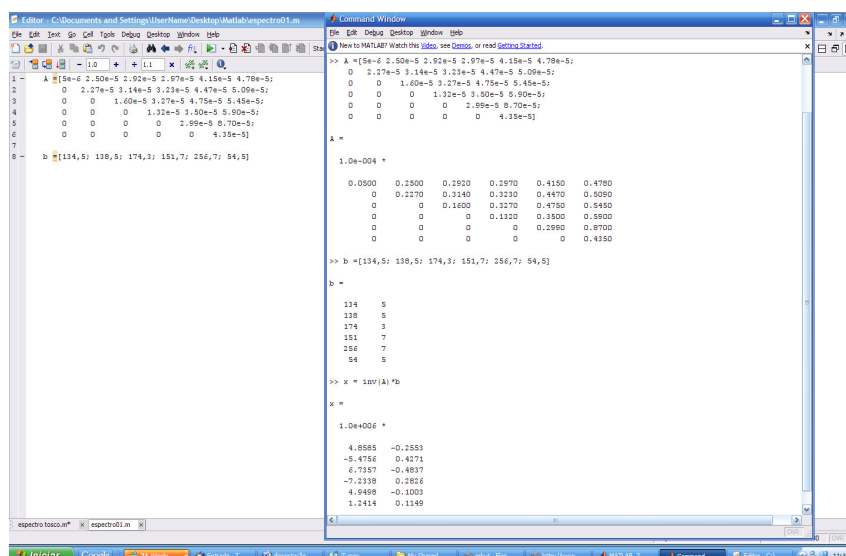 Editor - C:\Documents and Settings\UserName\Desktop\Matlab\espectro01.m
File Edit Text Go Cell Tools Debug Desktop Window Help
- 1.0 + ÷ 1.1 ×
1 - A =[5e-6 2.50e-5 2.92e-5 2.97e-5 4.15e-5 4.78e-5;
2 0 2.27e-5 3.14e-5 3.23e-5 4.47e-5 5.09e-5;
3 0 0 1.60e-5 3.27e-5 4.75e-5 5.45e-5;
4 0 0 0 1.32e-5 3.50e-5 5.90e-5;
5 0 0 0 0 2.99e-5 8.70e-5;
6 0 0 0 0 0 4.35e-5]
7
8 - b =[134,5; 138,5; 174,3; 151,7; 256,7; 54,5]
espectro tosco.m* × espectro01.m ×
Command Window
File Edit Debug Desktop Window Help
New to MATLAB? Watch this Video, see Demos, or read Getting Started.
>> A =[5e-6 2.50e-5 2.92e-5 2.97e-5 4.15e-5 4.78e-5;
0 2.27e-5 3.14e-5 3.23e-5 4.47e-5 5.09e-5;
0 0 1.60e-5 3.27e-5 4.75e-5 5.45e-5;
0 0 0 1.32e-5 3.50e-5 5.90e-5;
0 0 0 0 2.99e-5 8.70e-5;
0 0 0 0 0 4.35e-5]
A =
1.0e-004 *
0.0500 0.2500 0.2920 0.2970 0.4150 0.4780
0 0.2270 0.3140 0.3230 0.4470 0.5090
0 0 0.1600 0.3270 0.4750 0.5450
0 0 0 0.1320 0.3500 0.5900
0 0 0 0 0.2990 0.8700
0 0 0 0 0 0.4350
>> b =[134,5; 138,5; 174,3; 151,7; 256,7; 54,5]
b =
134 5
138 5
174 3
151 7
256 7
54 5
>> x = inv(A)*b
x =
1.0e+006 *
4.8585 -0.2553
-5.4756 0.4271
6.7357 -0.4837
-7.2338 0.2826
4.9498 -0.1003
1.2414 0.1149
OVR
OVR
Iniciar Google